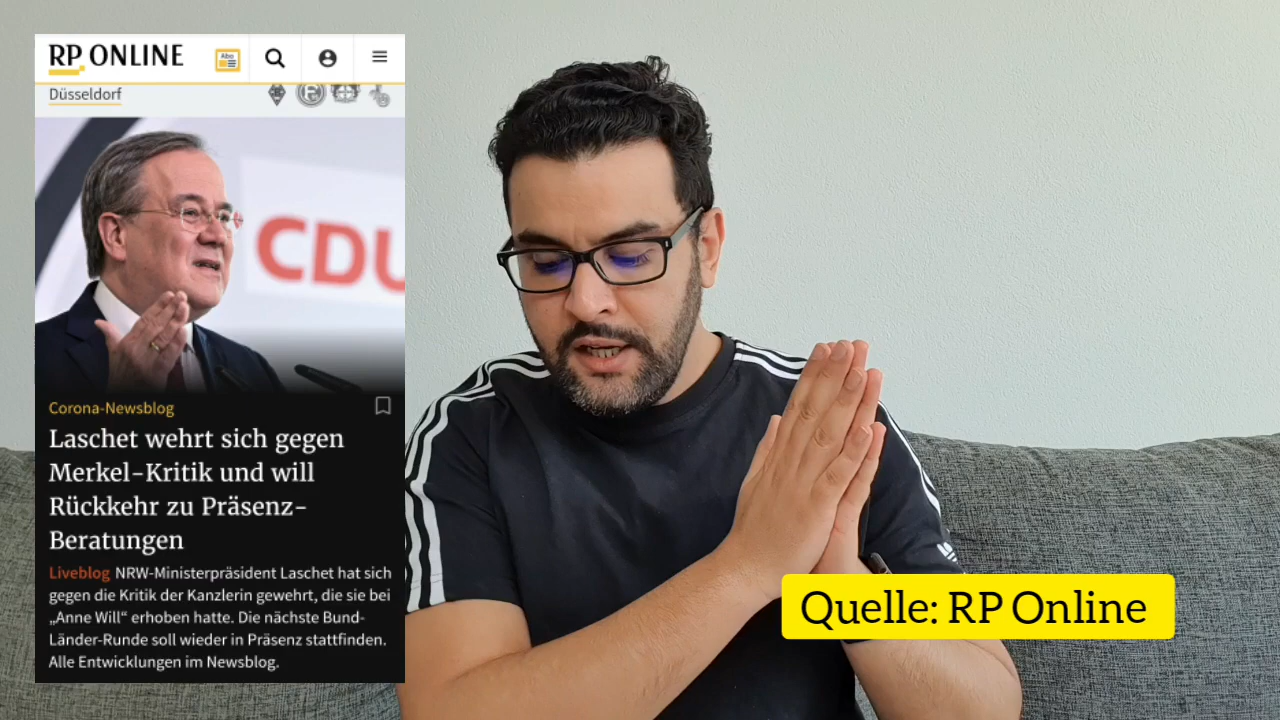 RP ONLINE
Abo
Düsseldorf
CDU
Corona-Newsblog
Laschet wehrt sich gegen
Merkel-Kritik und will
Rückkehr zu Präsenz-
Beratungen
Liveblog NRW-Ministerpräsident Laschet hat sich
gegen die Kritik der Kanzlerin gewehrt, die sie bei
„Anne Will“ erhoben hatte. Die nächste Bund-
Länder-Runde soll wieder in Präsenz stattfinden.
Alle Entwicklungen im Newsblog.
Quelle: RP Online